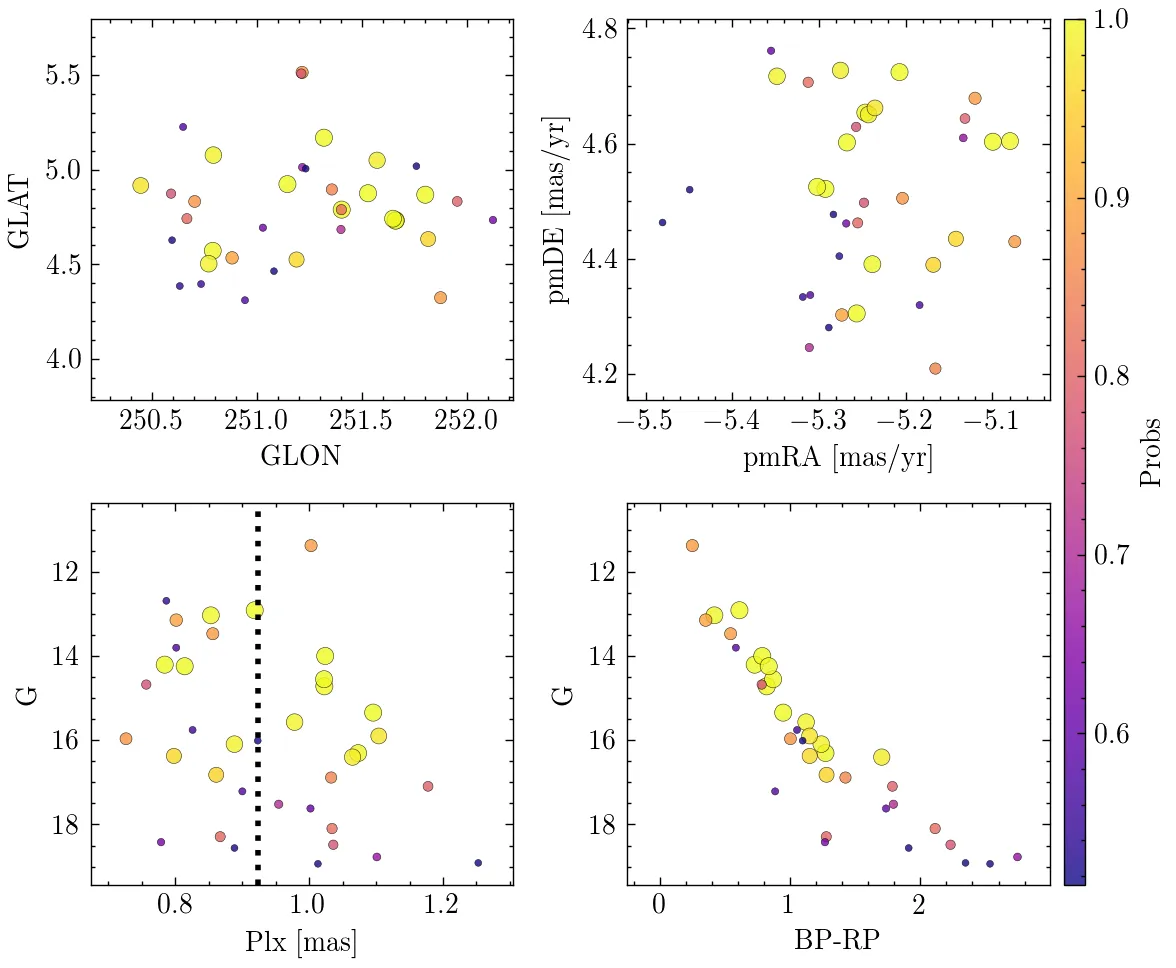 5.5
5.0
4.5
4.0
GLAT
250.5 251.0 251.5 252.0
GLON
4.8
4.6
4.4
4.2
pmDE [mas/yr]
−5.5 −5.4 −5.3 −5.2 −5.1
pmRA [mas/yr]
12
14
16
18
G
0.8 1.0 1.2
Plx [mas]
12
14
16
18
G
0 1 2
BP-RP
1.0
0.9
0.8
0.7
0.6
Probs